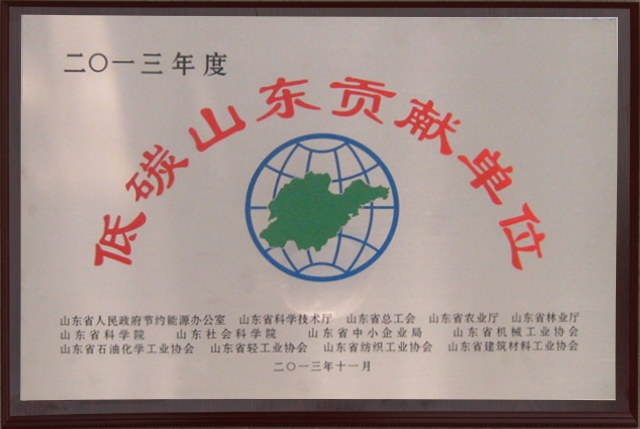 二〇一三年度
低碳山东贡献单位
山东省人民政府节约能源办公室 山东省科学技术厅 山东省总工会 山东省农业厅 山东省林业厅
山东省科学院 山东社会科学院 山东省中小企业局 山东省机械工业协会
山东省石油化学工业协会 山东省轻工业协会 山东省纺织工业协会 山东省建筑材料工业协会
二〇一三年十一月